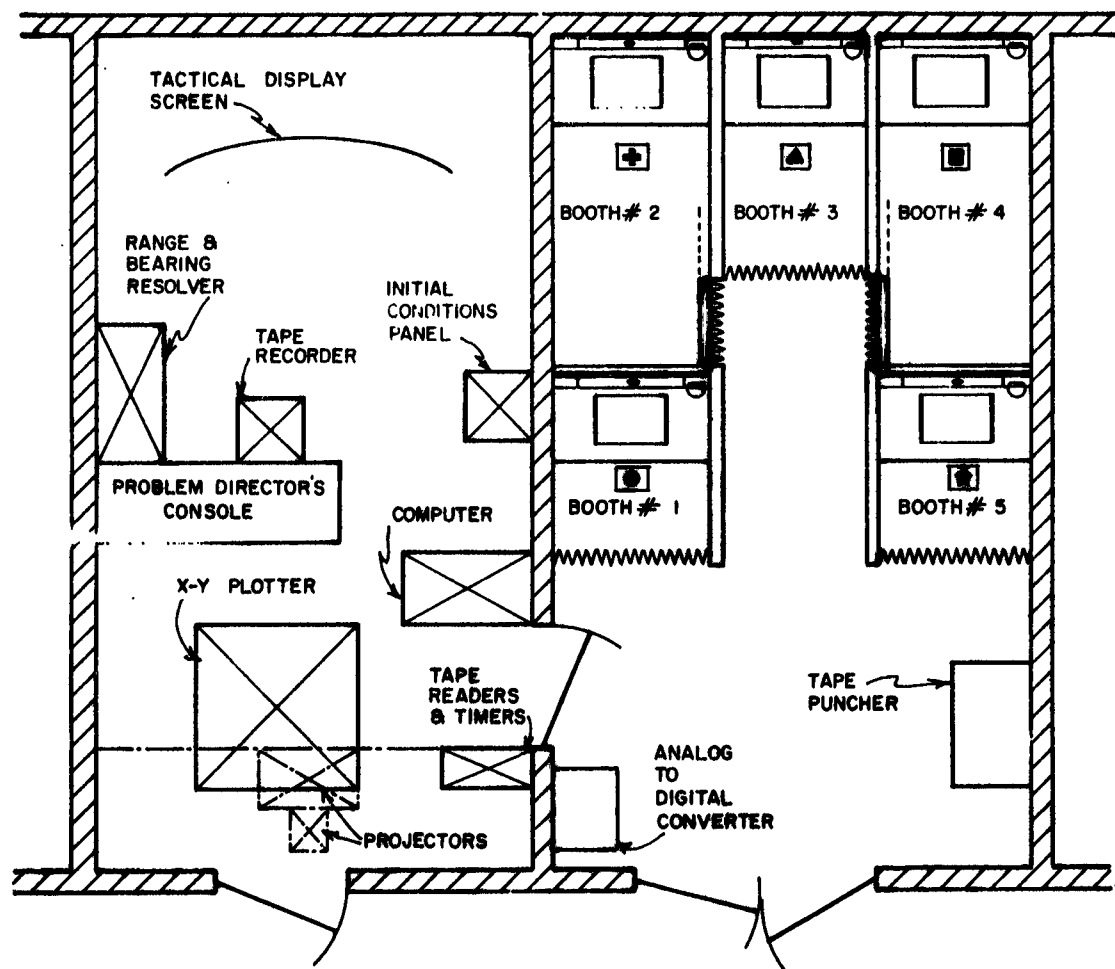 TACTICAL DISPLAY
SCREEN
BOOTH # 2
BOOTH # 3
BOOTH # 4
RANGE &
BEARING
RESOLVER
INITIAL
CONDITIONS
PANEL
TAPE
RECORDER
PROBLEM DIRECTOR'S
CONSOLE
COMPUTER
BOOTH # 1
BOOTH # 5
X-Y PLOTTER
TAPE
READERS
& TIMERS
TAPE
PUNCHER
ANALOG
TO
DIGITAL
CONVERTER
PROJECTORS